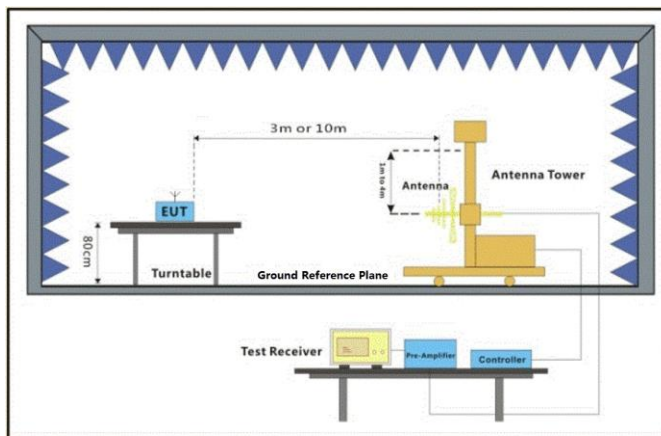 3m or 10m
1m to 4m
Antenna
Antenna Tower
EUT
80cm
Turntable
Ground Reference Plane
Test Receiver
Pre-Amplifier
Controller